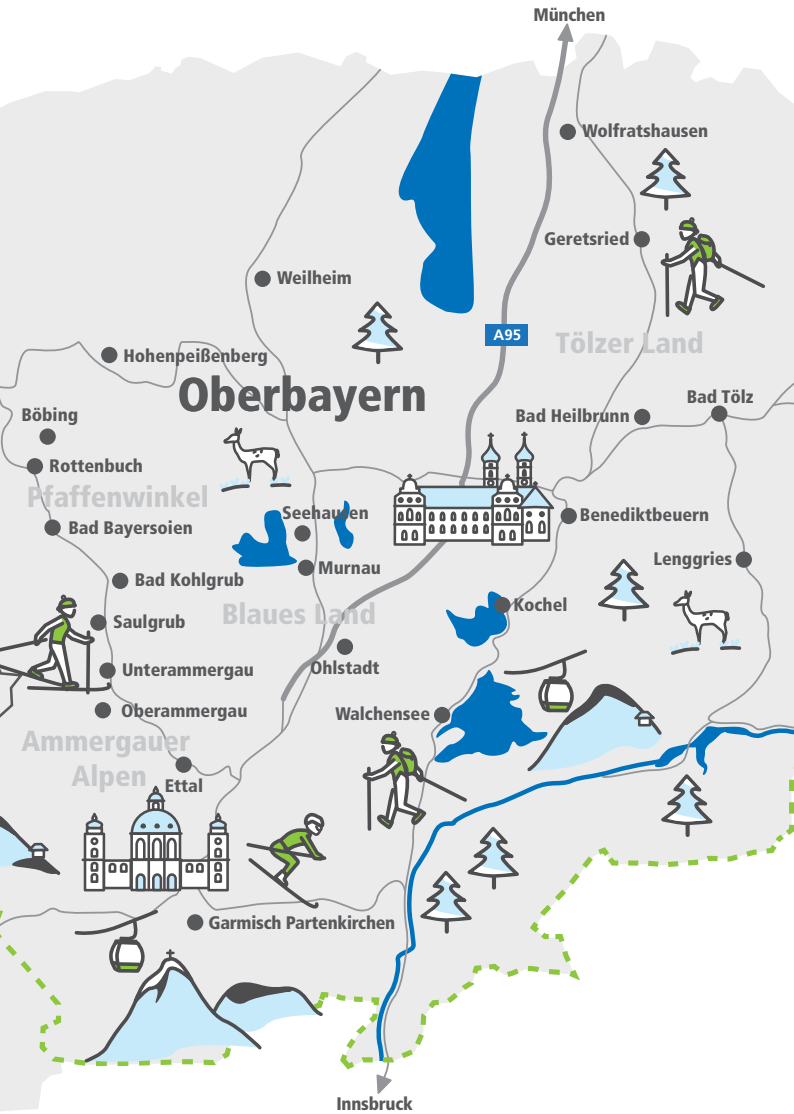 München
Wolfratshausen
Geretsried
Weilheim
A95
Tölzer Land
Hohenpeißenberg
Oberbayern
Bad Tölz
Böbing
Bad Heilbrunn
Rottenbuch
Pfaffenwinkel
Seehausen
Benediktbeuern
Bad Bayersoien
Lenggries
Murnau
Bad Kohlgrub
Kochel
Blaues Land
Saulgrub
Ohlstadt
Unterammergau
Oberammergau
Walchensee
Ammergauer
Alpen
Ettal
Garmisch Partenkirchen
Innsbruck